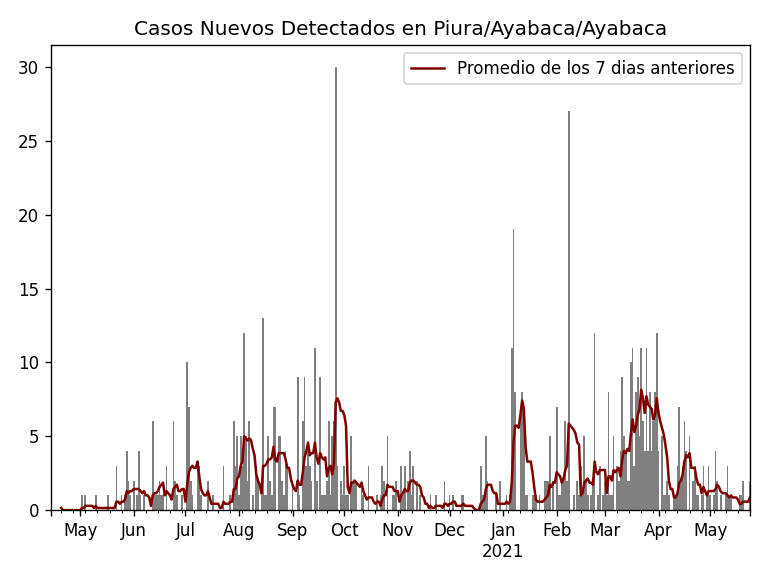 Casos Nuevos Detectados en Piura/Ayabaca/Ayabaca
Promedio de los 7 dias anteriores
30
25
20
15
10
5
0
May Jun Jul Aug Sep Oct Nov Dec Jan Feb Mar Apr May
2021